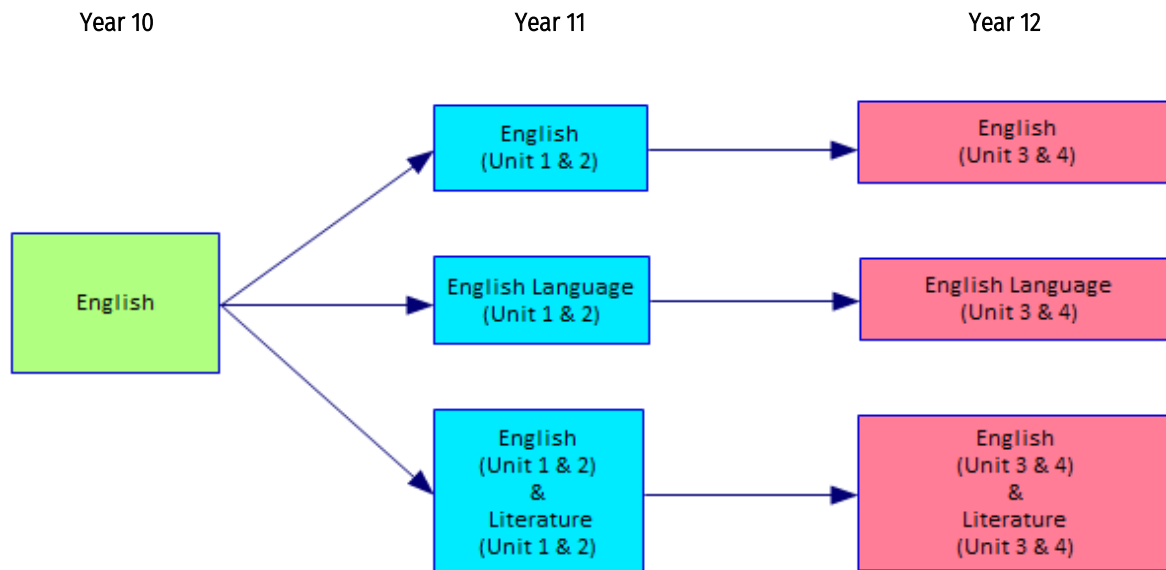 Year 10
Year 11
Year 12
English
English
(Unit 1 & 2)
English
(Unit 3 & 4)
English Language
(Unit 1 & 2)
English Language
(Unit 3 & 4)
English
(Unit 1 & 2)
&
Literature
(Unit 1 & 2)
English
(Unit 3 & 4)
&
Literature
(Unit 3 & 4)